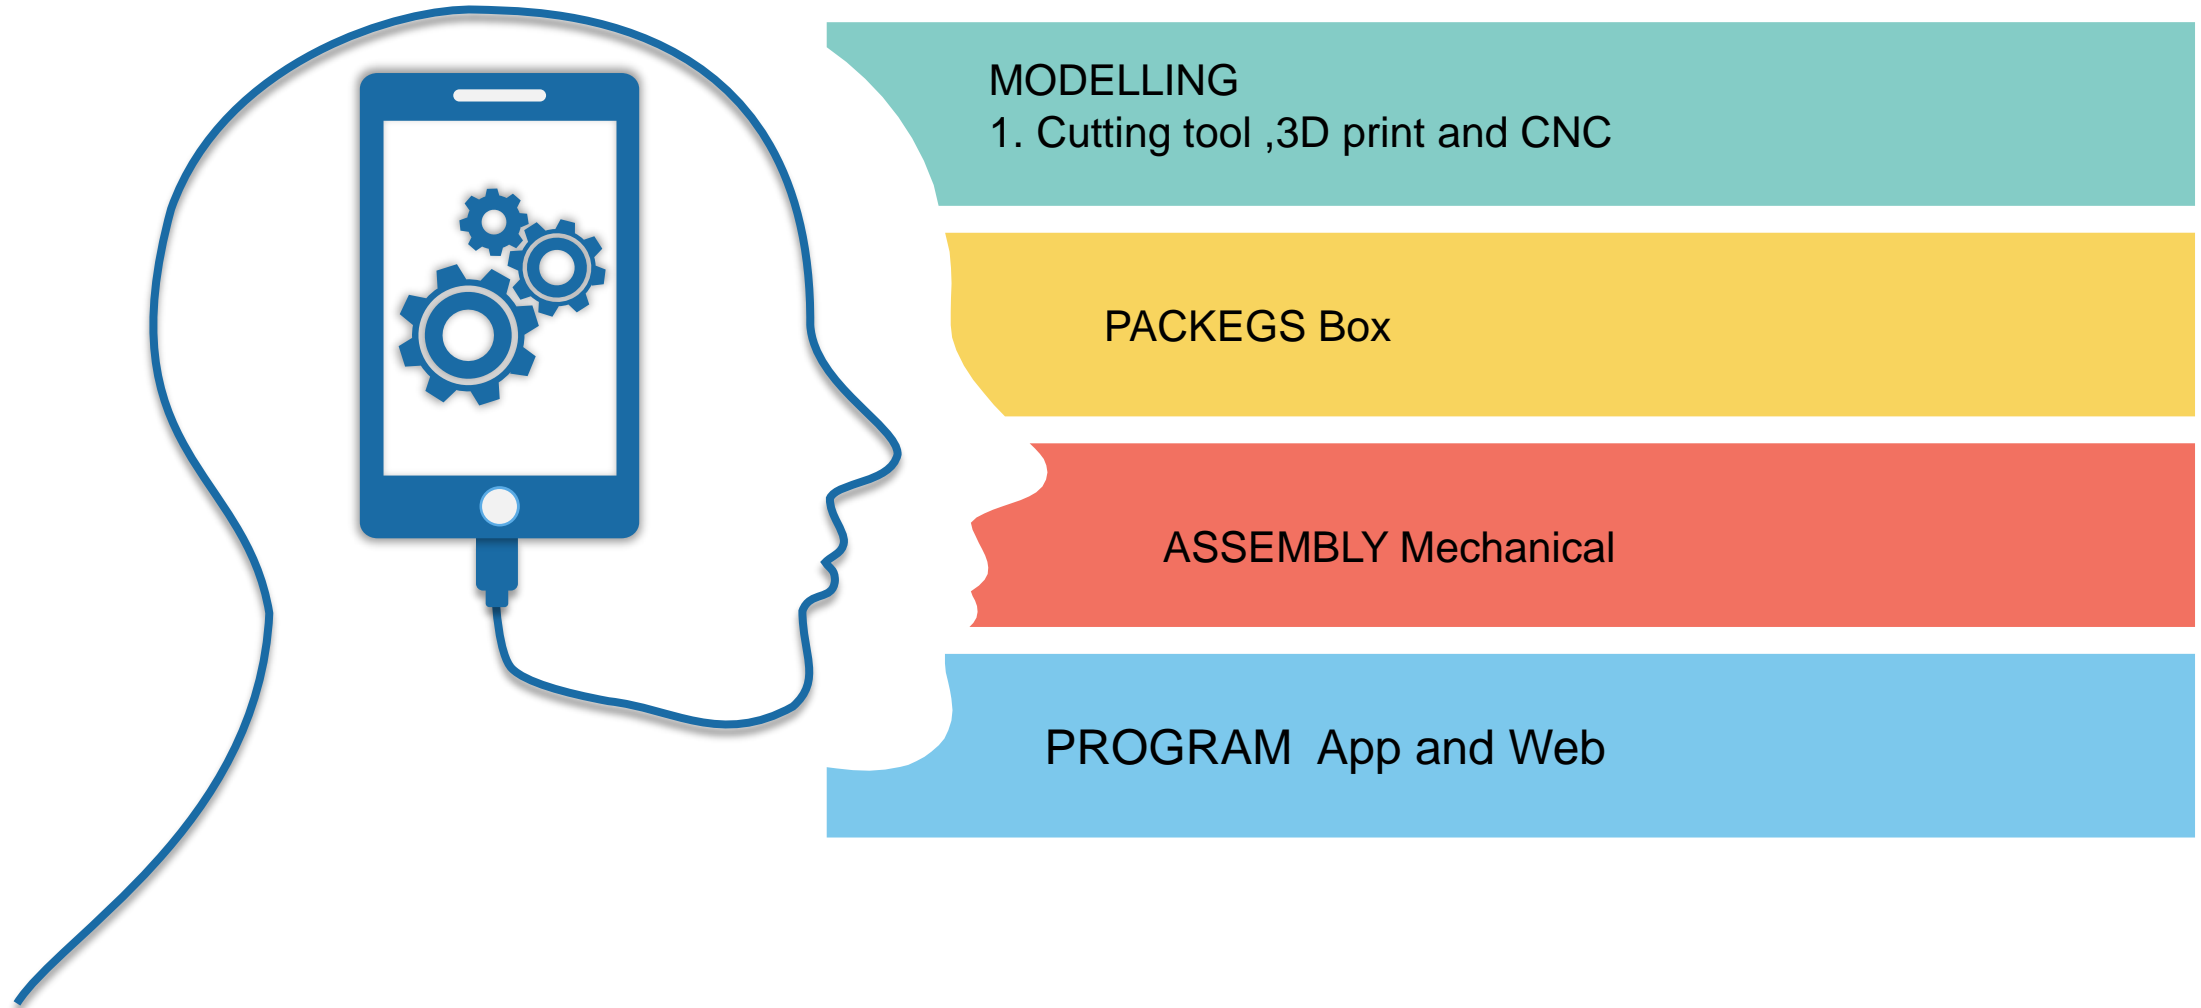 MODELLING
1. Cutting tool ,3D print and CNC
PACKEGS Box
ASSEMBLY Mechanical
PROGRAM  App and Web